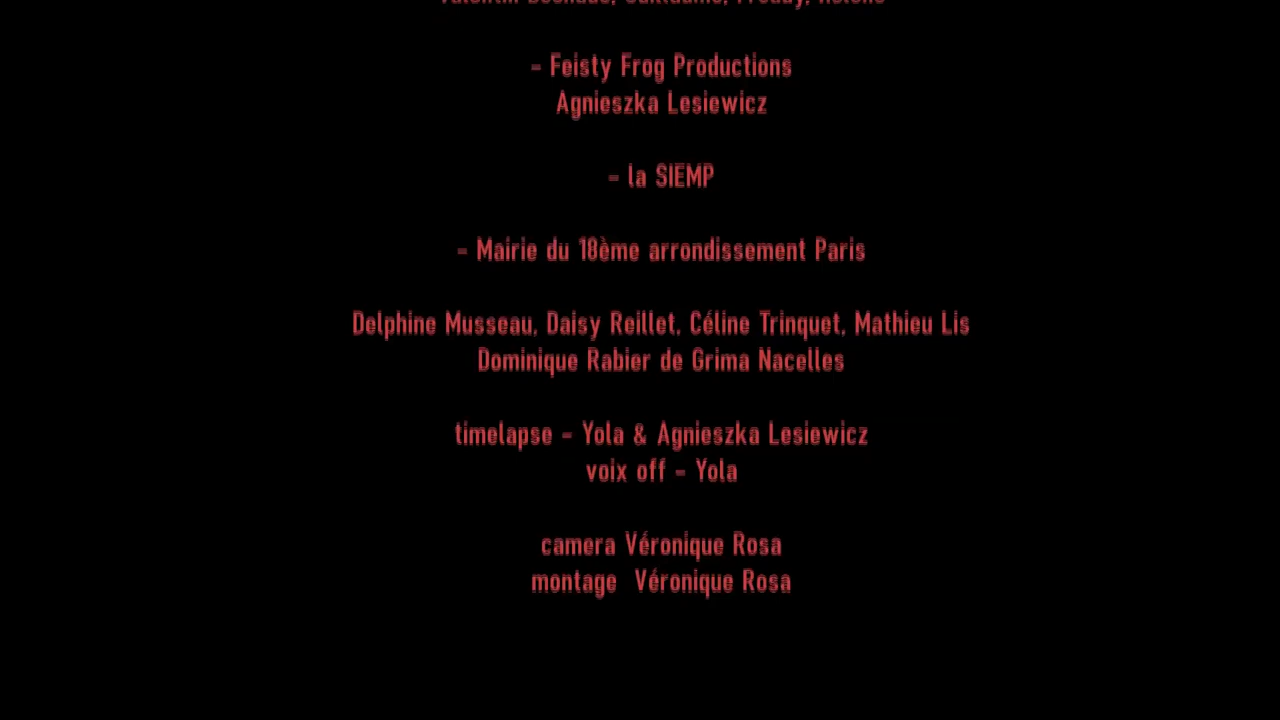 - Feisty Frog Productions
Agnieszka Lesiewicz
- la SIEMP
- Mairie du 18ème arrondissement Paris
Delphine Musseau, Daisy Reillet, Céline Trinquet, Mathieu Lis
Dominique Rabier de Grima Nacelles
timelapse - Yola & Agnieszka Lesiewicz
voix off - Yola
camera Véronique Rosa
montage Véronique Rosa